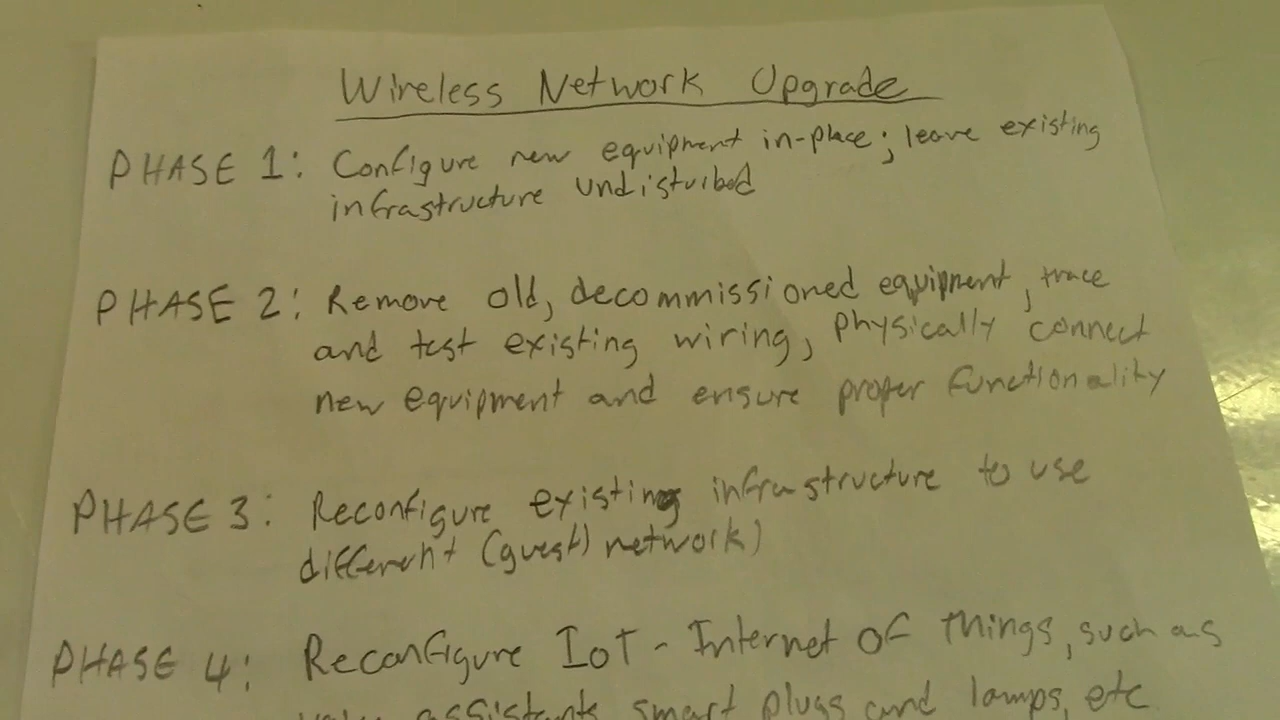 Wireless Network Upgrade
PHASE 1: Configure new equipment in-place; leave existing
infrastructure undisturbed
PHASE 2: Remove old, decommissioned equipment, trace
and test existing wiring, physically connect
new equipment and ensure proper functionality
PHASE 3: Reconfigure existing infrastructure to use
different (guest) network)
PHASE 4: Reconfigure IoT - Internet of things, such as
assistants smart plugs and lamps, etc